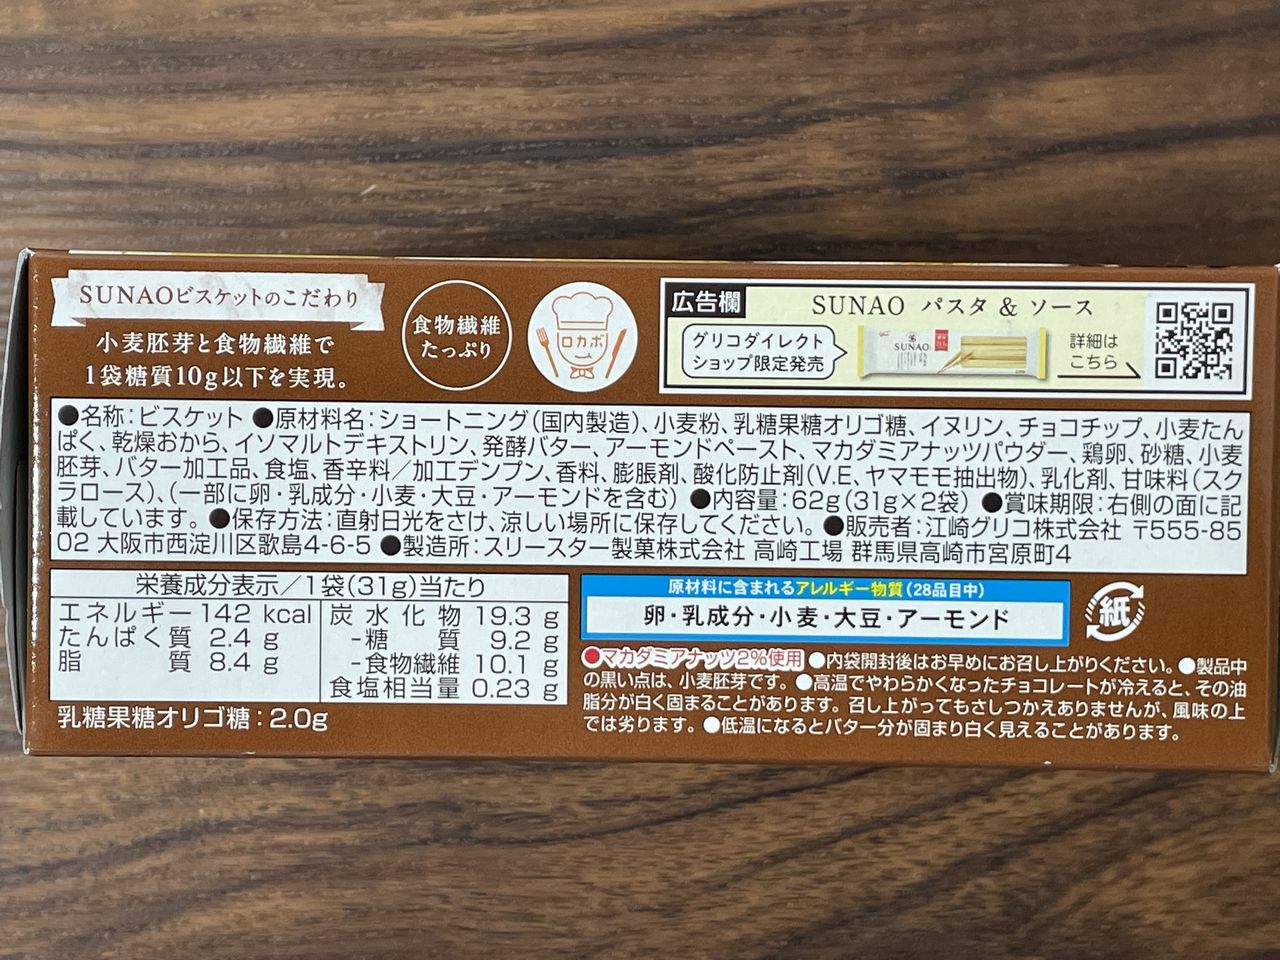 SUNAOビスケットのこだわり
小麦胚芽と食物繊維で
1袋糖質10g以下を実現。
食物繊維
たっぷり
ロカボ
広告欄
SUNAO パスタ & ソース
グリコダイレクト
ショップ限定発売
SUNAO
詳細は
こちら
●名称:ビスケット ●原材料名:ショートニング(国内製造)、小麦粉、乳糖果糖オリゴ糖、イヌリン、チョコチップ、小麦たん
ぱく、乾燥おから、イソマルトデキストリン、発酵バター、アーモンドペースト、マカダミアナッツパウダー、鶏卵、砂糖、小麦
胚芽、バター加工品、食塩、香辛料/加工デンプン、香料、膨脹剤、酸化防止剤(V.E、ヤマモモ抽出物)、乳化剤、甘味料(スク
ラロース)、(一部に卵・乳成分・小麦・大豆・アーモンドを含む) ●内容量:62g(31g×2袋) ●賞味期限:右側の面に記
載しています。●保存方法:直射日光をさけ、涼しい場所に保存してください。●販売者:江崎グリコ株式会社 〒555-85
02 大阪市西淀川区歌島4-6-5 ●製造所:スリースター製菓株式会社 高崎工場 群馬県高崎市宮原町4
栄養成分表示/1袋(31g)当たり
エネルギー 142 kcal
たんぱく質 2.4 g
脂質 8.4 g
炭水化物 19.3 g
-糖質 9.2 g
-食物繊維 10.1 g
食塩相当量 0.23 g
乳糖果糖オリゴ糖:2.0g
原材料に含まれるアレルギー物質(28品目中)
卵・乳成分・小麦・大豆・アーモンド
紙
●マカダミアナッツ2%使用 ●内袋開封後はお早めにお召し上がりください。●製品中
の黒い点は、小麦胚芽です。●高温でやわらかくなったチョコレートが冷えると、その油
脂分が白く固まることがあります。召し上がってもさしつかえありませんが、風味の上
では劣ります。●低温になるとバター分が固まり白く見えることがあります。